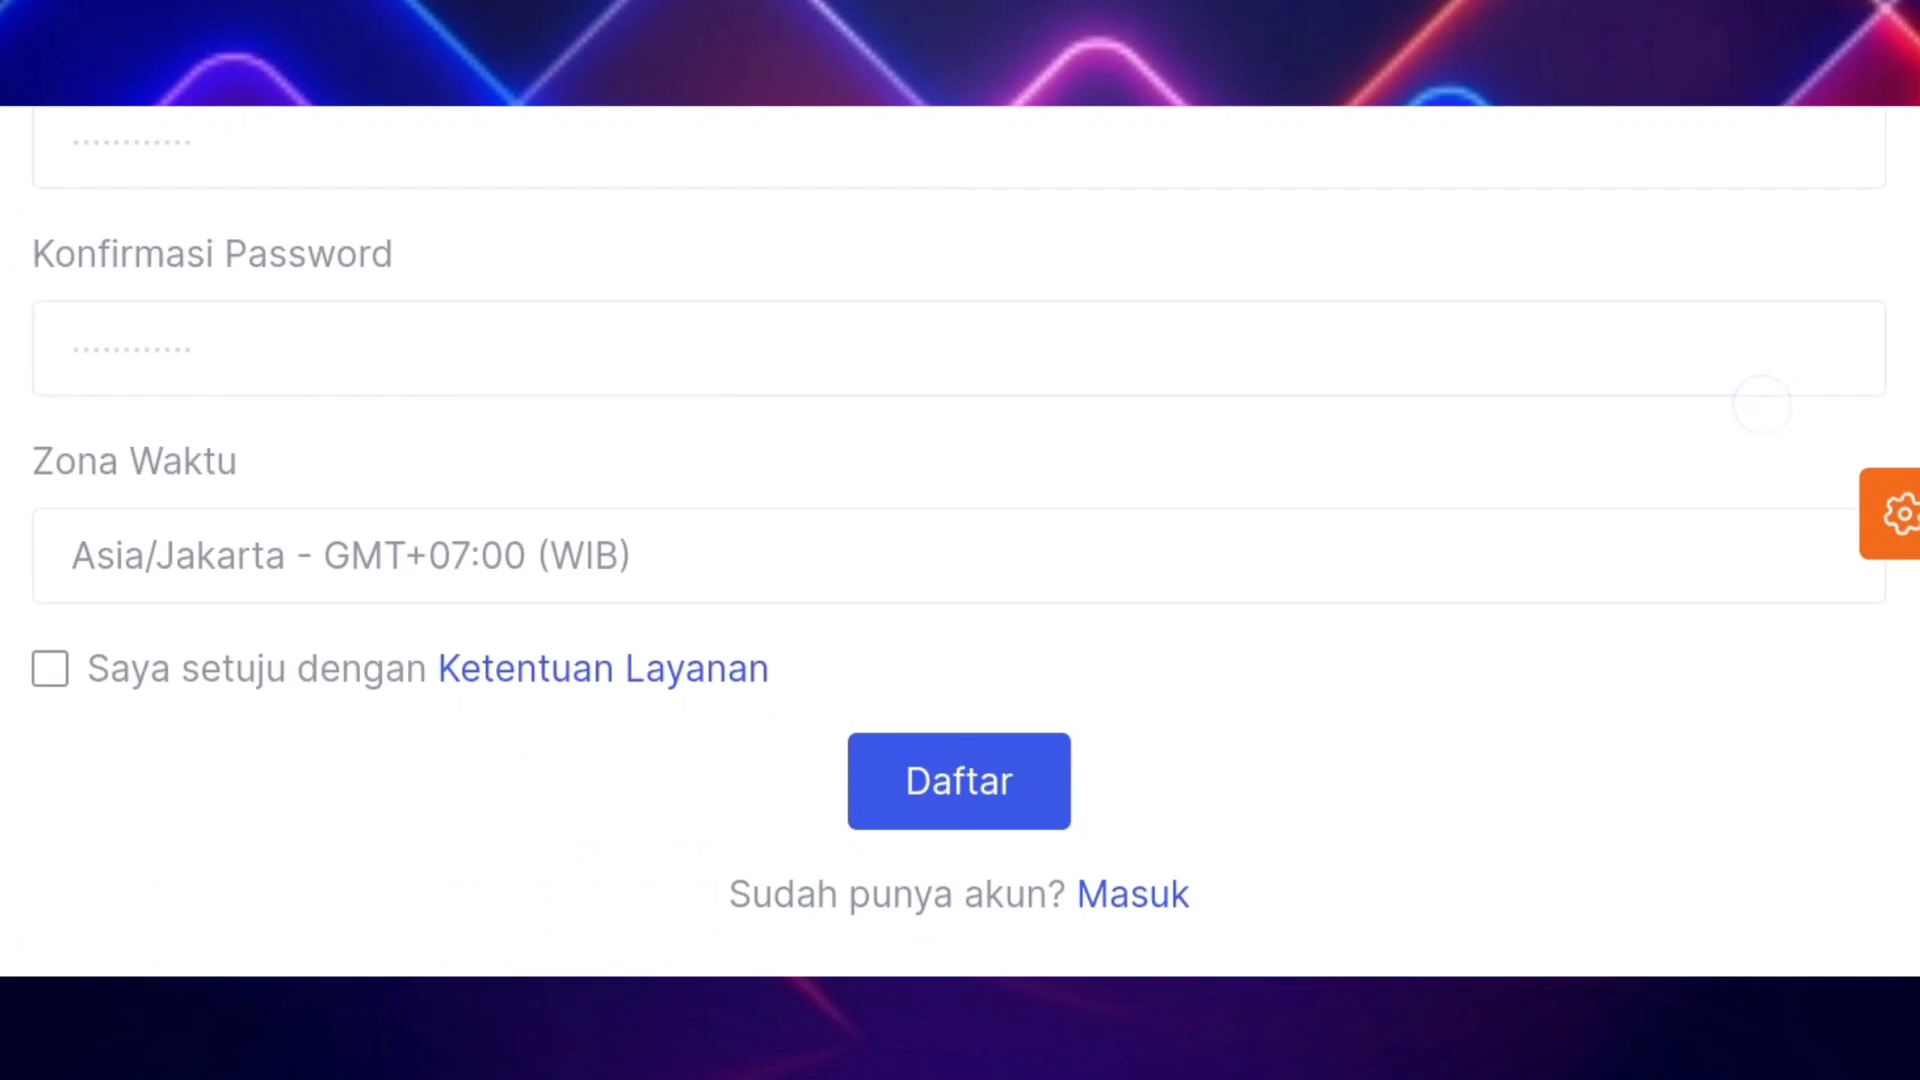 ············
Konfirmasi Password
············
Zona Waktu
Asia/Jakarta - GMT+07:00 (WIB)
Saya setuju dengan Ketentuan Layanan
Daftar
Sudah punya akun? Masuk